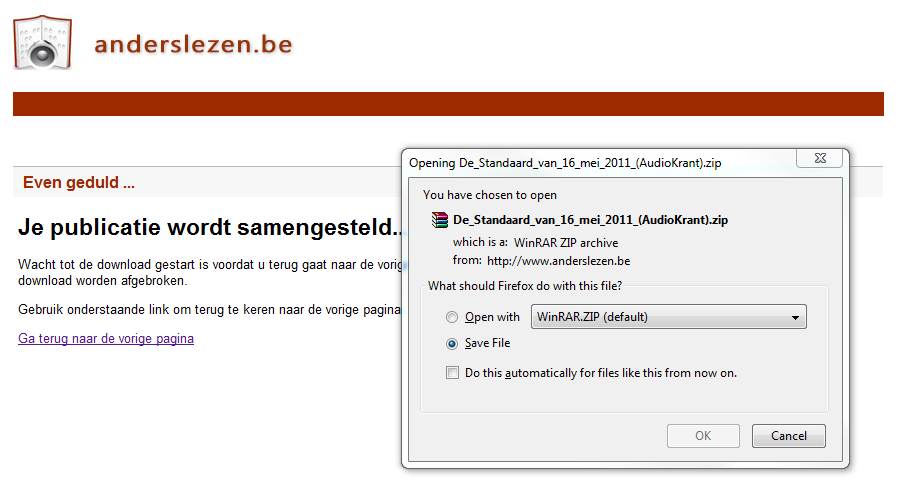 anderslezen.be
Even geduld ...
Je publicatie wordt samengesteld..
Wacht tot de download gestart is voordat u terug gaat naar de vorig
download worden afgebroken.
Gebruik onderstaande link om terug te keren naar de vorige pagina
Ga terug naar de vorige pagina
Opening De_Standaard_van_16_mei_2011_(AudioKrant).zip
You have chosen to open
De_Standaard_van_16_mei_2011_(AudioKrant).zip
which is a: WinRAR ZIP archive
from: http://www.anderslezen.be
What should Firefox do with this file?
Open with WinRAR.ZIP (default)
Save File
Do this automatically for files like this from now on.
OK Cancel